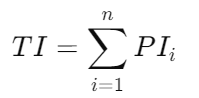 TI = \sum_{i=1}^{n} PI_i